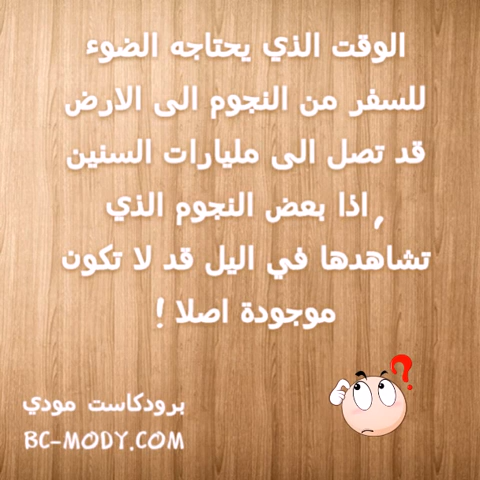 الوقت الذي يحتاجه الضوء
للسفر من النجوم الى الارض
قد تصل الى مليارات السنين
, اذا بعض النجوم الذي
تشاهدها في اليل قد لا تكون
موجودة اصلا !
?
برودكاست مودي
BC-MODY.COM